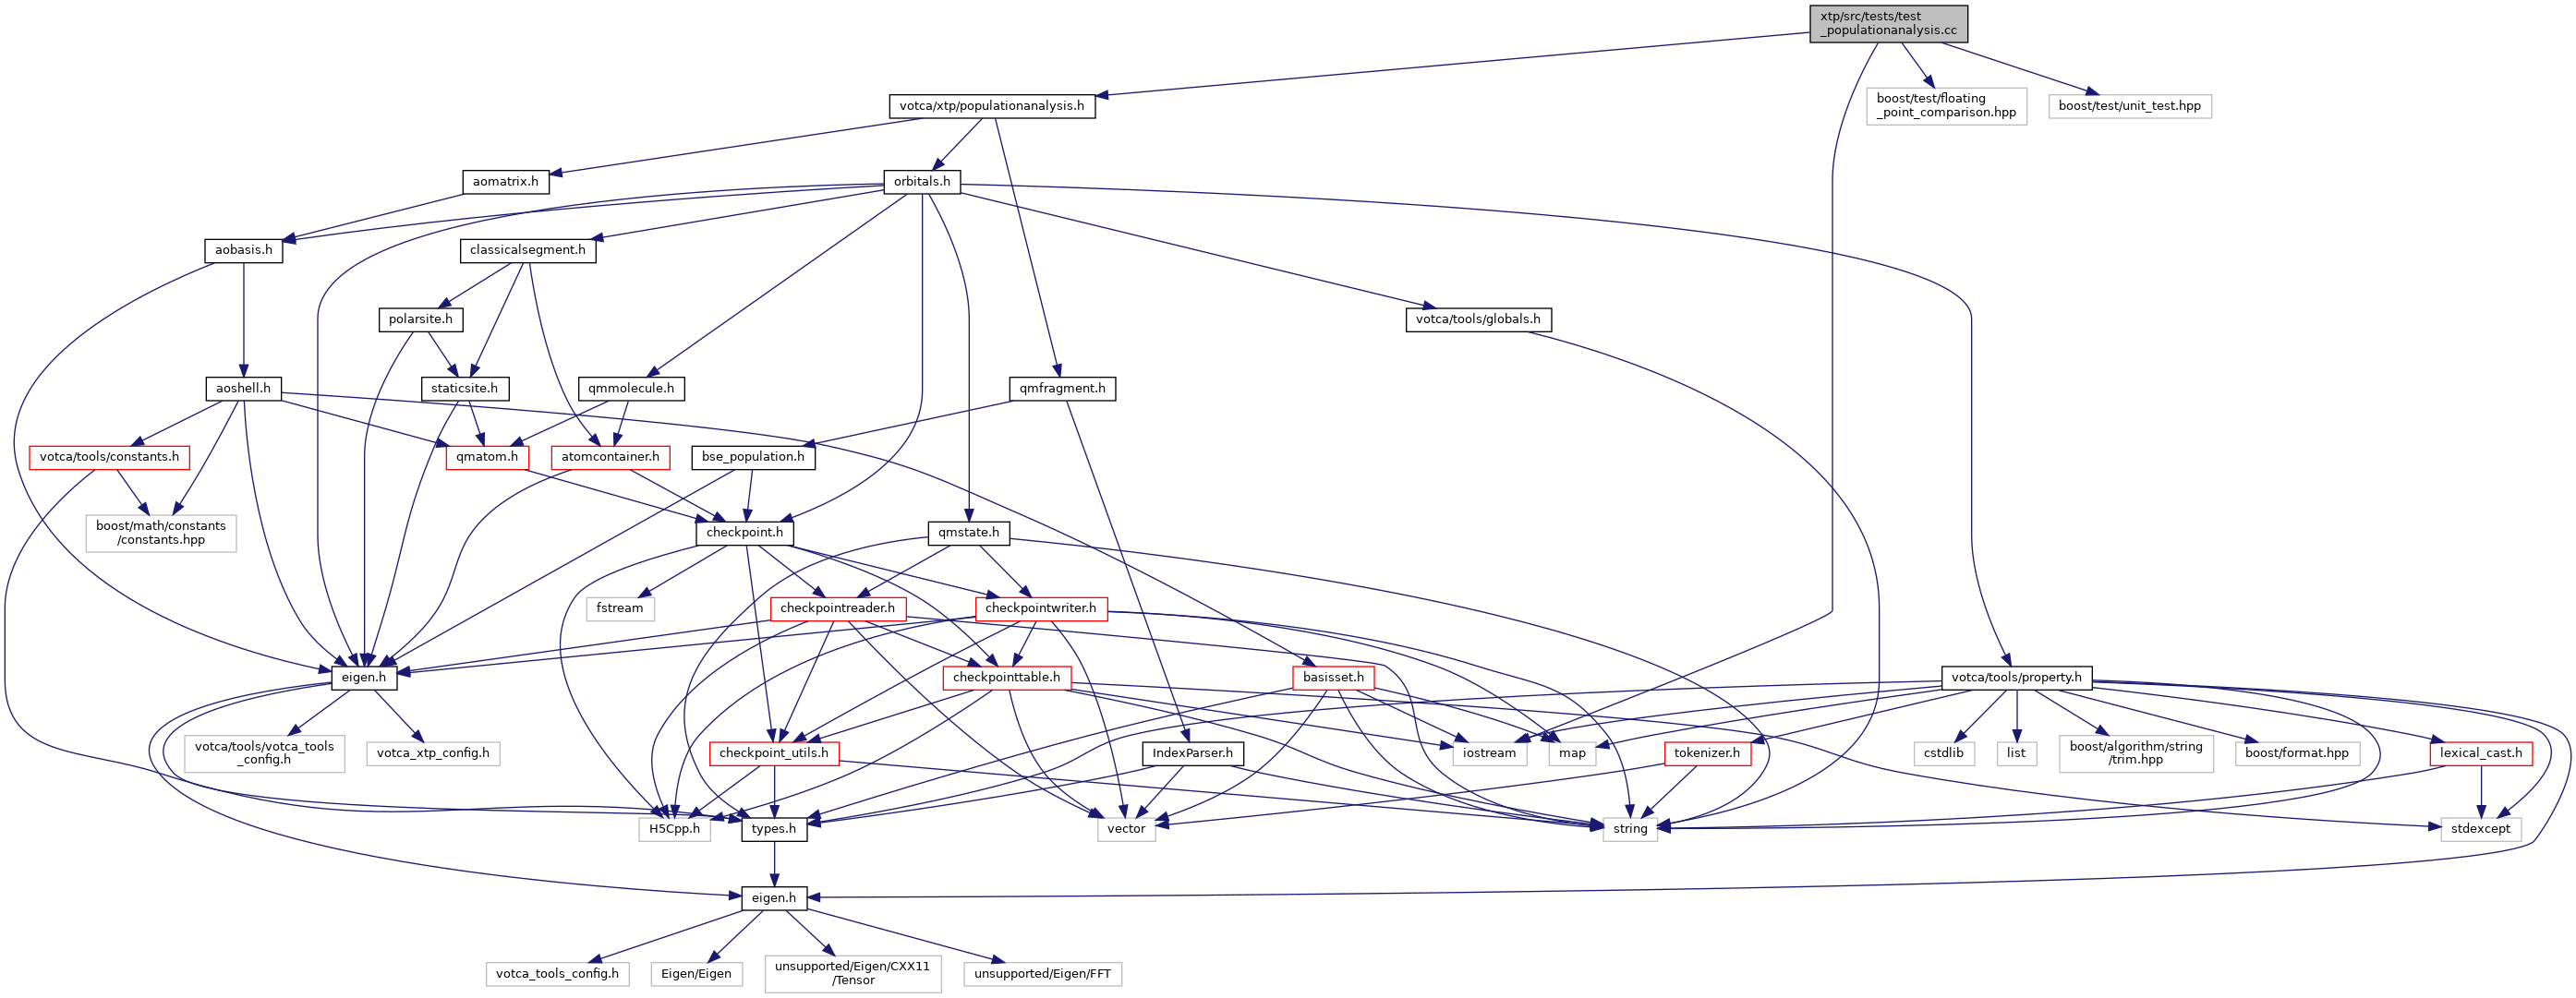 xtp/src/tests/test
_populationanalysis.cc
votca/xtp/populationanalysis.h
boost/test/floating
_point_comparison.hpp
boost/test/unit_test.hpp
aomatrix.h
orbitals.h
aobasis.h
classicalsegment.h
polarsite.h
votca/tools/globals.h
aoshell.h
staticsite.h
qmmolecule.h
qmfragment.h
votca/tools/constants.h
qmatom.h
atomcontainer.h
bse_population.h
boost/math/constants
/constants.hpp
checkpoint.h
qmstate.h
fstream
checkpointreader.h
checkpointwriter.h
eigen.h
checkpointtable.h
basisset.h
votca/tools/property.h
votca/tools/votca_tools
_config.h
votca_xtp_config.h
checkpoint_utils.h
IndexParser.h
iostream
map
tokenizer.h
cstdlib
list
boost/algorithm/string
/trim.hpp
boost/format.hpp
lexical_cast.h
H5Cpp.h
types.h
vector
string
stdexcept
eigen.h
votca_tools_config.h
Eigen/Eigen
unsupported/Eigen/CXX11
/Tensor
unsupported/Eigen/FFT